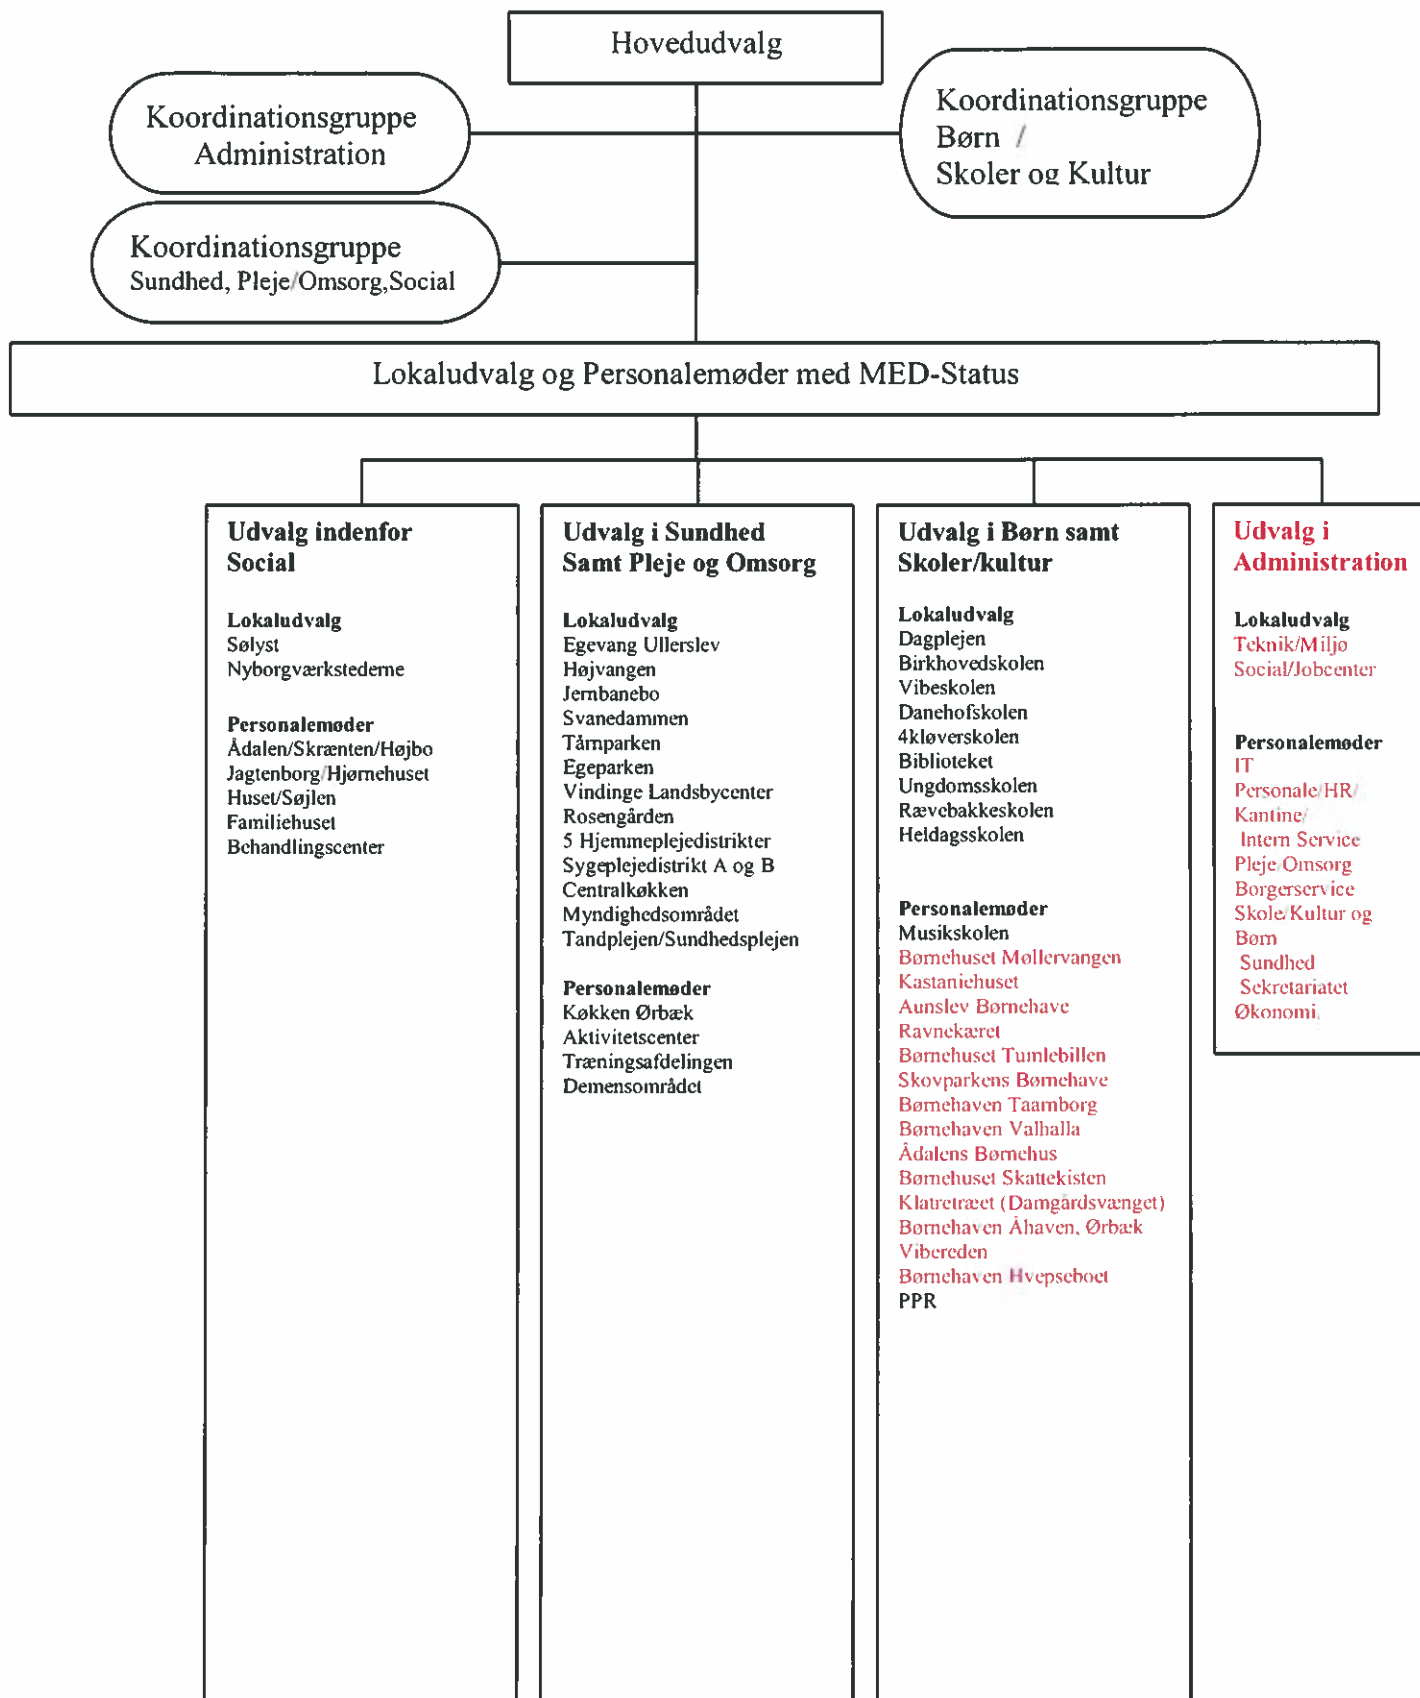 Hovedudvalg
Koordinationsgruppe
Administration
Koordinationsgruppe
Børn /
Skoler og Kultur
Koordinationsgruppe
Sundhed, Pleje/Omsorg,Social
Lokaludvalg og Personalemøder med MED-Status
Udvalg indenfor
Social
Lokaludvalg
Sølyst
Nyborgværkstederne
Personalemøder
Ådalen/Skrænten/Højbo
Jagtenborg/Hjørnehuset
Huset/Søjlen
Familiehuset
Behandlingscenter
Udvalg i Sundhed
Samt Pleje og Omsorg
Lokaludvalg
Egevang Ullerslev
Højvangen
Jernbanebo
Svanedammen
Tårnparken
Egeparken
Vindinge Landsbycenter
Rosengården
5 Hjemmeplejedistrikter
Sygeplejedistrikt A og B
Centralkøkken
Myndighedsområdet
Tandplejen/Sundhedsplejen
Personalemøder
Køkken Ørbæk
Aktivitetscenter
Træningsafdelingen
Demensområdet
Udvalg i Børn samt
Skoler/kultur
Lokaludvalg
Dagplejen
Birkhovedskolen
Vibeskolen
Danehofskolen
4kløverskolen
Biblioteket
Ungdomsskolen
Rævebakkeskolen
Heldagsskolen
Personalemøder
Musikskolen
Børnehuset Møllervangen
Kastaniehuset
Aunslev Børnehave
Ravnekæret
Børnehuset Tumlebillen
Skovparkens Børnehave
Børnehaven Taarnborg
Børnehaven Valhalla
Ådalens Børnehus
Børnehuset Skattekisten
Klatretræet (Damgårdsvænget)
Børnehaven Åhaven, Ørbæk
Vibereden
Børnehaven Hvepseboet
PPR
Udvalg i
Administration
Lokaludvalg
Teknik/Miljø
Social/Jobcenter
Personalemøder
IT
Personale/HR/
Kantine/
Intern Service
Pleje/Omsorg
Borgerservice
Skole/Kultur og
Børn
Sundhed
Sekretariatet
Økonomi.